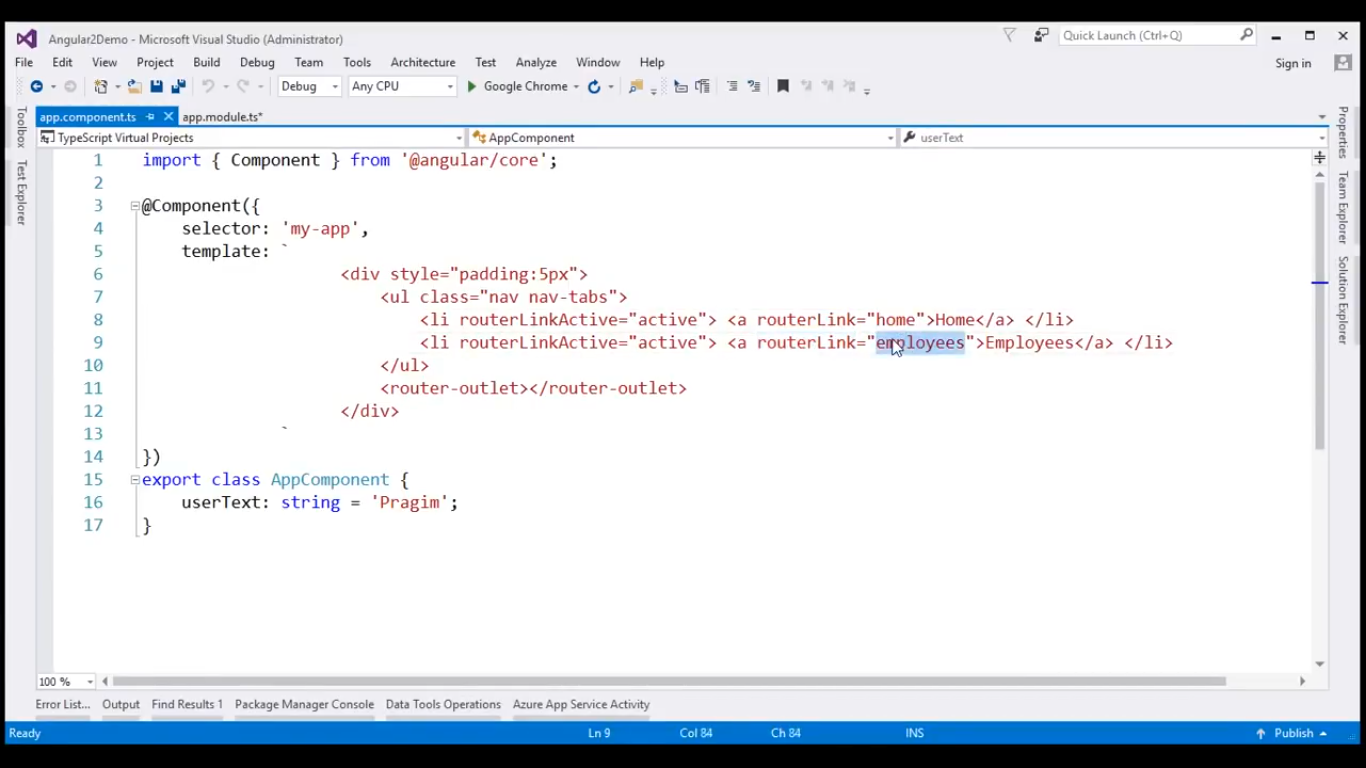 Angular2Demo - Microsoft Visual Studio (Administrator)
Quick Launch (Ctrl+Q)
File Edit View Project Build Debug Team Tools Architecture Test Analyze Window Help
Sign in
Debug Any CPU Google Chrome
app.component.ts app.module.ts*
TypeScript Virtual Projects AppComponent userText
Toolbox
Test Explorer
Properties
Team Explorer
Solution Explorer
1 import { Component } from '@angular/core';
2
3 @Component({
4 selector: 'my-app',
5 template: `
6 <div style="padding:5px">
7 <ul class="nav nav-tabs">
8 <li routerLinkActive="active"> <a routerLink="home">Home</a> </li>
9 <li routerLinkActive="active"> <a routerLink="employees">Employees</a> </li>
10 </ul>
11 <router-outlet></router-outlet>
12 </div>
13 `
14 })
15 export class AppComponent {
16 userText: string = 'Pragim';
17 }
100 %
Error List... Output Find Results 1 Package Manager Console Data Tools Operations Azure App Service Activity
Ready Ln 9 Col 84 Ch 84 INS Publish